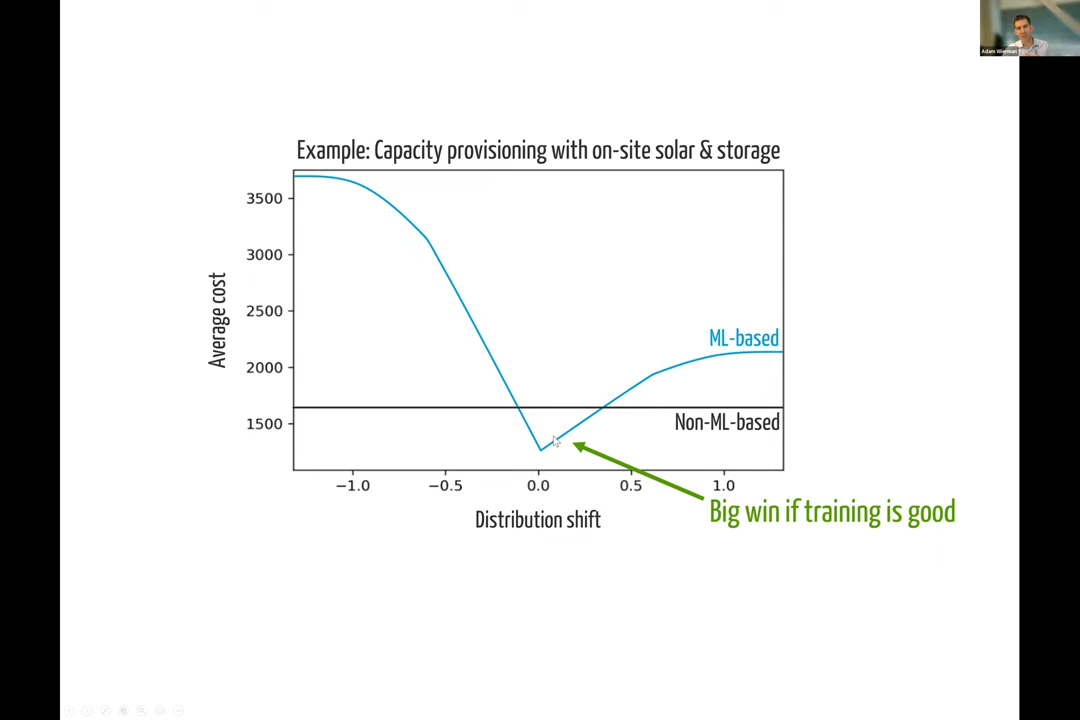 Adam Wierman
Example: Capacity provisioning with on-site solar & storage
3500
3000
2500
2000
1500
Average cost
ML-based
Non-ML-based
−1.0
−0.5
0.0
0.5
1.0
Distribution shift
Big win if training is good